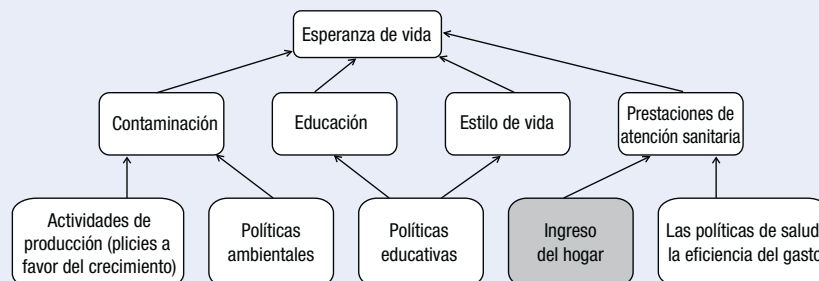 Esperanza de vida
Contaminación
Educación
Estilo de vida
Prestaciones de
atención sanitaria
Actividades de
producción (plicies a
favor del crecimiento)
Políticas
ambientales
Políticas
educativas
Ingreso
del hogar
Las políticas de salud
la eficiencia del gasto